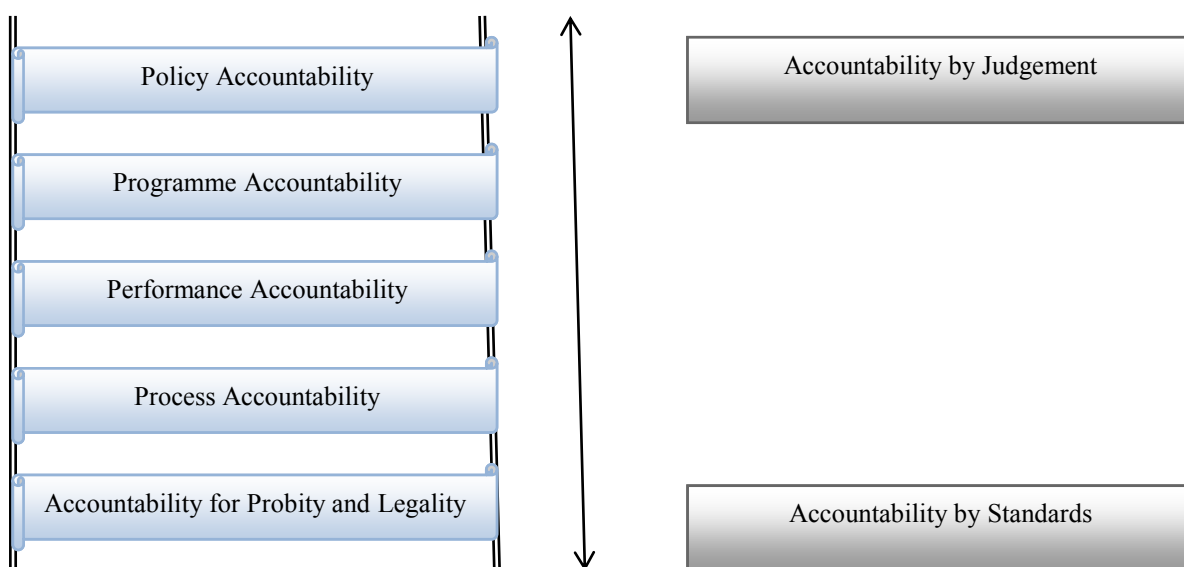 Policy Accountability
Accountability by Judgement
Programme Accountability
Performance Accountability
Process Accountability
Accountability for Probity and Legality
Accountability by Standards